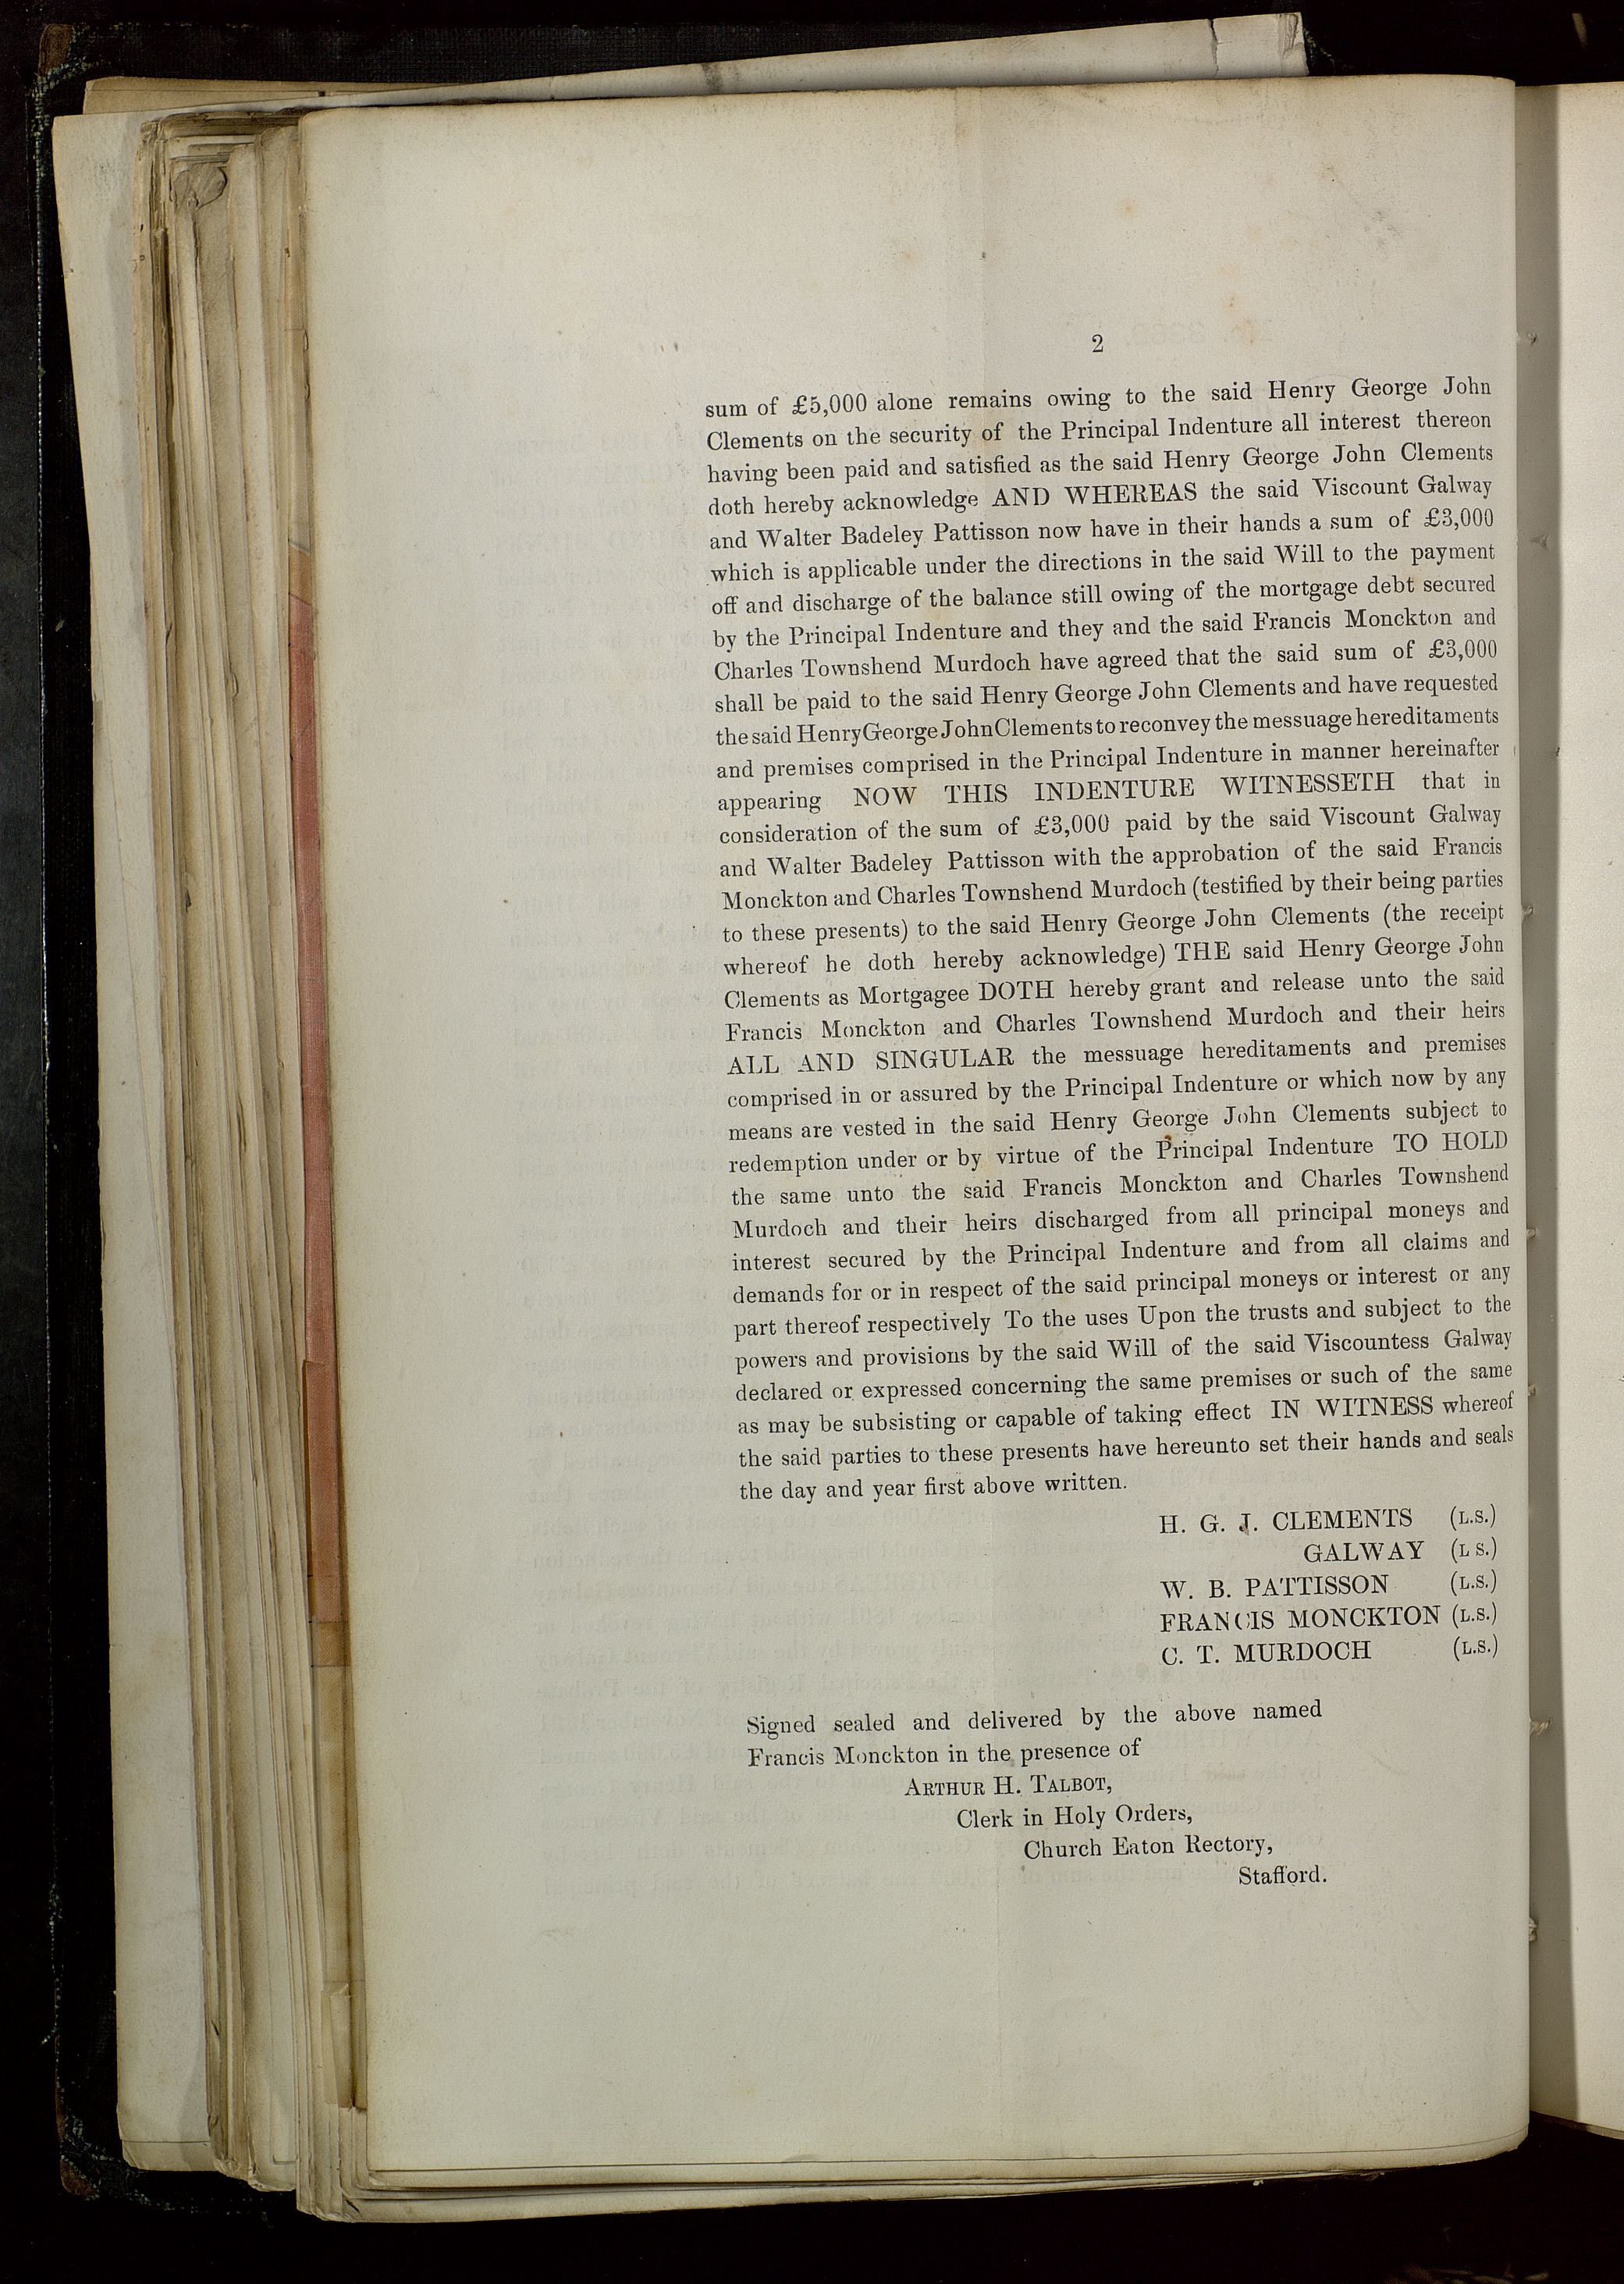 2
sum of £5,000 alone remains owing to the said Henry George John
Clements on the security of the Principal Indenture all interest thereon
having been paid and satisfied as the said Henry George John Clements
doth hereby acknowledge AND WHEREAS the said Viscount Galway
and Walter Badeley Pattisson now have in their hands a sum of £3,000
which is applicable under the directions in the said Will to the payment
off and discharge of the balance still owing of the mortgage debt secured
by the Principal Indenture and they and the said Francis Monckton and
Charles Townshend Murdoch have agreed that the said sum of £3,000
shall be paid to the said Henry George John Clements and have requested
the said Henry George John Clements to reconvey the messuage hereditaments
and premises comprised in the Principal Indenture in manner hereinafter
appearing NOW THIS INDENTURE WITNESSETH that in
consideration of the sum of £3,000 paid by the said Viscount Galway
and Walter Badeley Pattisson with the approbation of the said Francis
Monckton and Charles Townshend Murdoch (testified by their being parties
to these presents) to the said Henry George John Clements (the receipt
whereof he doth hereby acknowledge) THE said Henry George John
Clements as Mortgagee DOTH hereby grant and release unto the said
Francis Monckton and Charles Townshend Murdoch and their heirs
ALL AND SINGULAR the messuage hereditaments and premises
comprised in or assured by the Principal Indenture or which now by any
means are vested in the said Henry George John Clements subject to
redemption under or by virtue of the Principal Indenture TO HOLD
the same unto the said Francis Monckton and Charles Townshend
Murdoch and their heirs discharged from all principal moneys and
interest secured by the Principal Indenture and from all claims and
demands for or in respect of the said principal moneys or interest or any
part thereof respectively To the uses Upon the trusts and subject to the
powers and provisions by the said Will of the said Viscountess Galway
declared or expressed concerning the same premises or such of the same
as may be subsisting or capable of taking effect IN WITNESS whereof
the said parties to these presents have hereunto set their hands and seals
the day and year first above written.
H. G. J. CLEMENTS (L.S.)
GALWAY (L S.)
W. B. PATTISSON (L.S.)
FRANCIS MONCKTON (L.S.)
C. T. MURDOCH (L.S.)
Signed sealed and delivered by the above named
Francis Monckton in the presence of
ARTHUR H. TALBOT,
Clerk in Holy Orders,
Church Eaton Rectory,
Stafford.